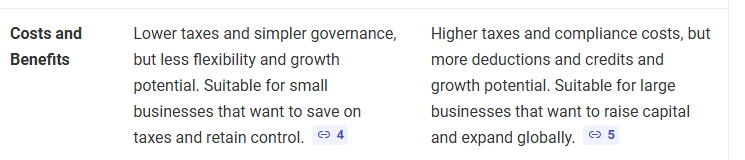 Costs and
Benefits
Lower taxes and simpler governance,
but less flexibility and growth
potential. Suitable for small
businesses that want to save on
taxes and retain control. 4
Higher taxes and compliance costs, but
more deductions and credits and
growth potential. Suitable for large
businesses that want to raise capital
and expand globally. 5